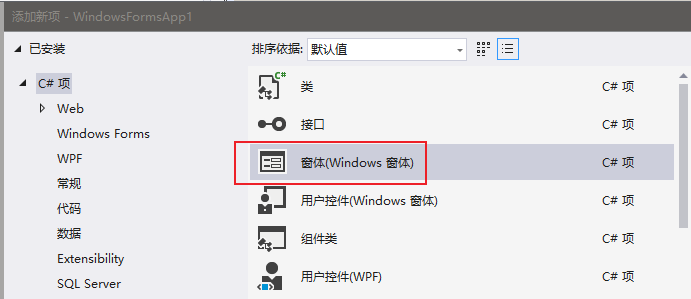 添加新项 - WindowsFormsApp1
已安装
排序依据: 默认值
C# 项
Web
Windows Forms
WPF
常规
代码
数据
Extensibility
SQL Server
C#
类 C# 项
接口 C# 项
窗体(Windows 窗体) C# 项
用户控件(Windows 窗体) C# 项
组件类 C# 项
用户控件(WPF) C# 项